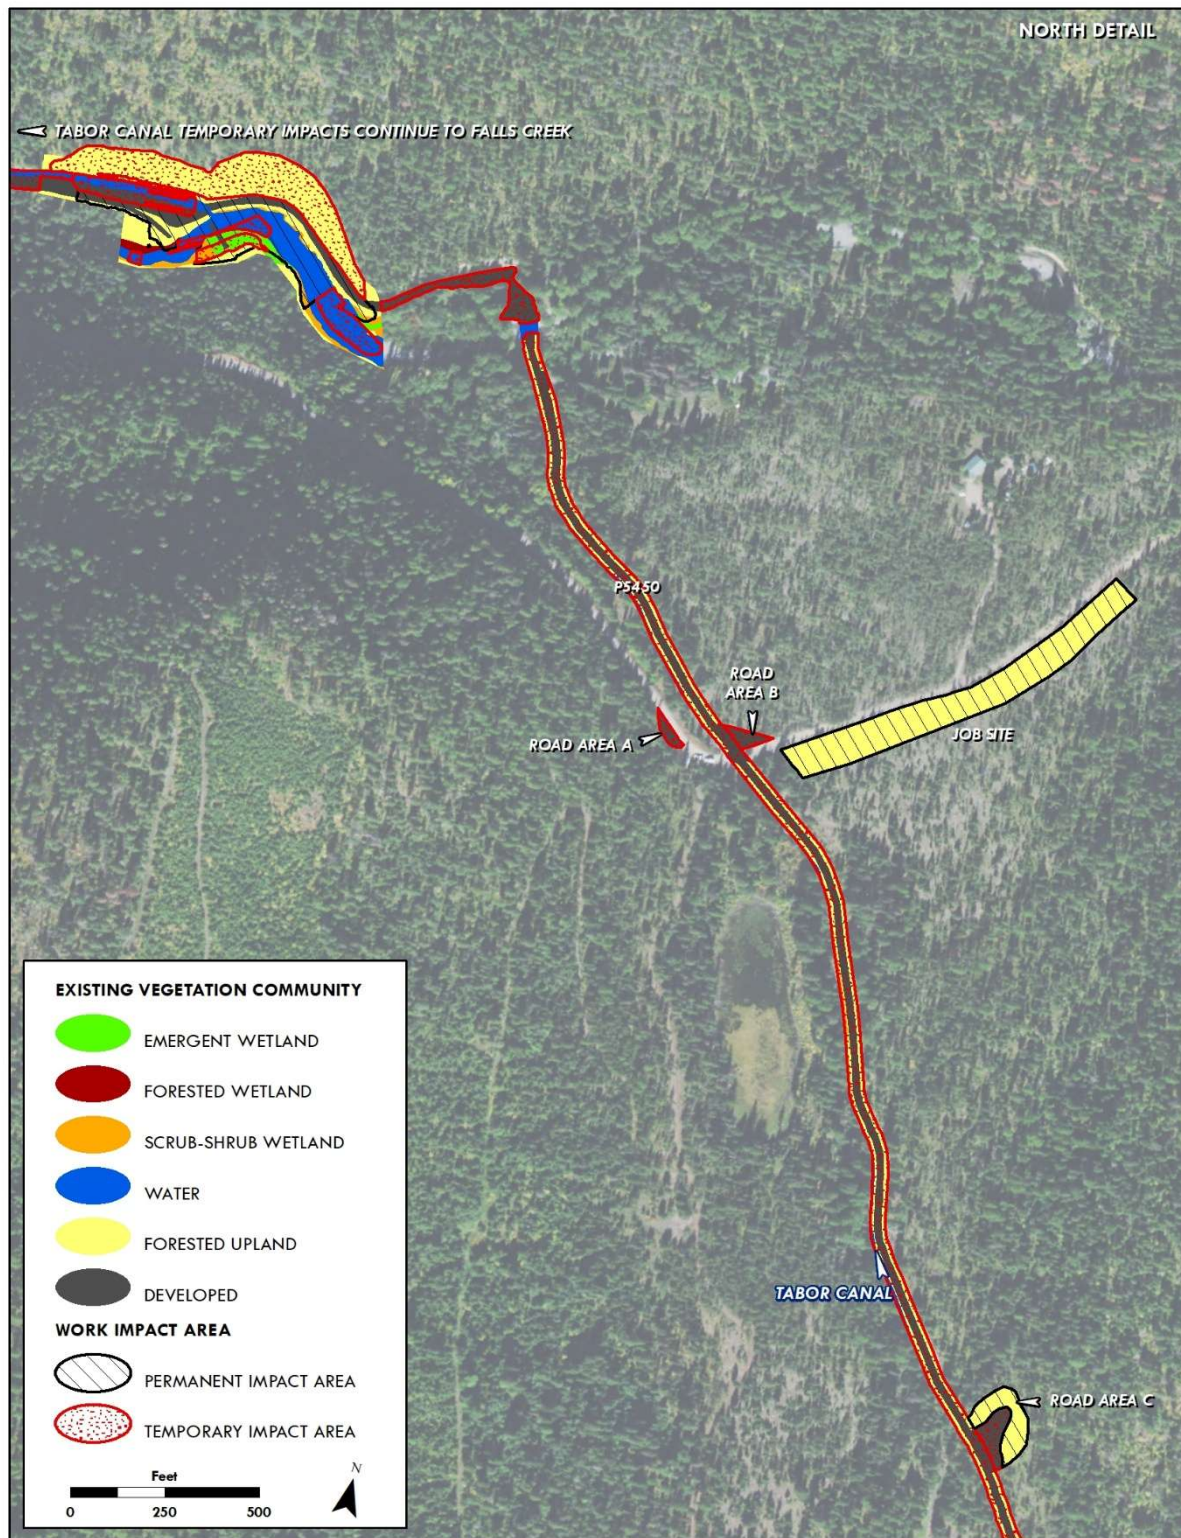 NORTH DETAIL
TABOR CANAL TEMPORARY IMPACTS CONTINUE TO FALLS CREEK
P5450
ROAD
AREA B
ROAD AREA A
JOB SITE
TABOR CANAL
ROAD AREA C
EXISTING VEGETATION COMMUNITY
EMERGENT WETLAND
FORESTED WETLAND
SCRUB-SHRUB WETLAND
WATER
FORESTED UPLAND
DEVELOPED
WORK IMPACT AREA
PERMANENT IMPACT AREA
TEMPORARY IMPACT AREA
Feet
N
0 250 500